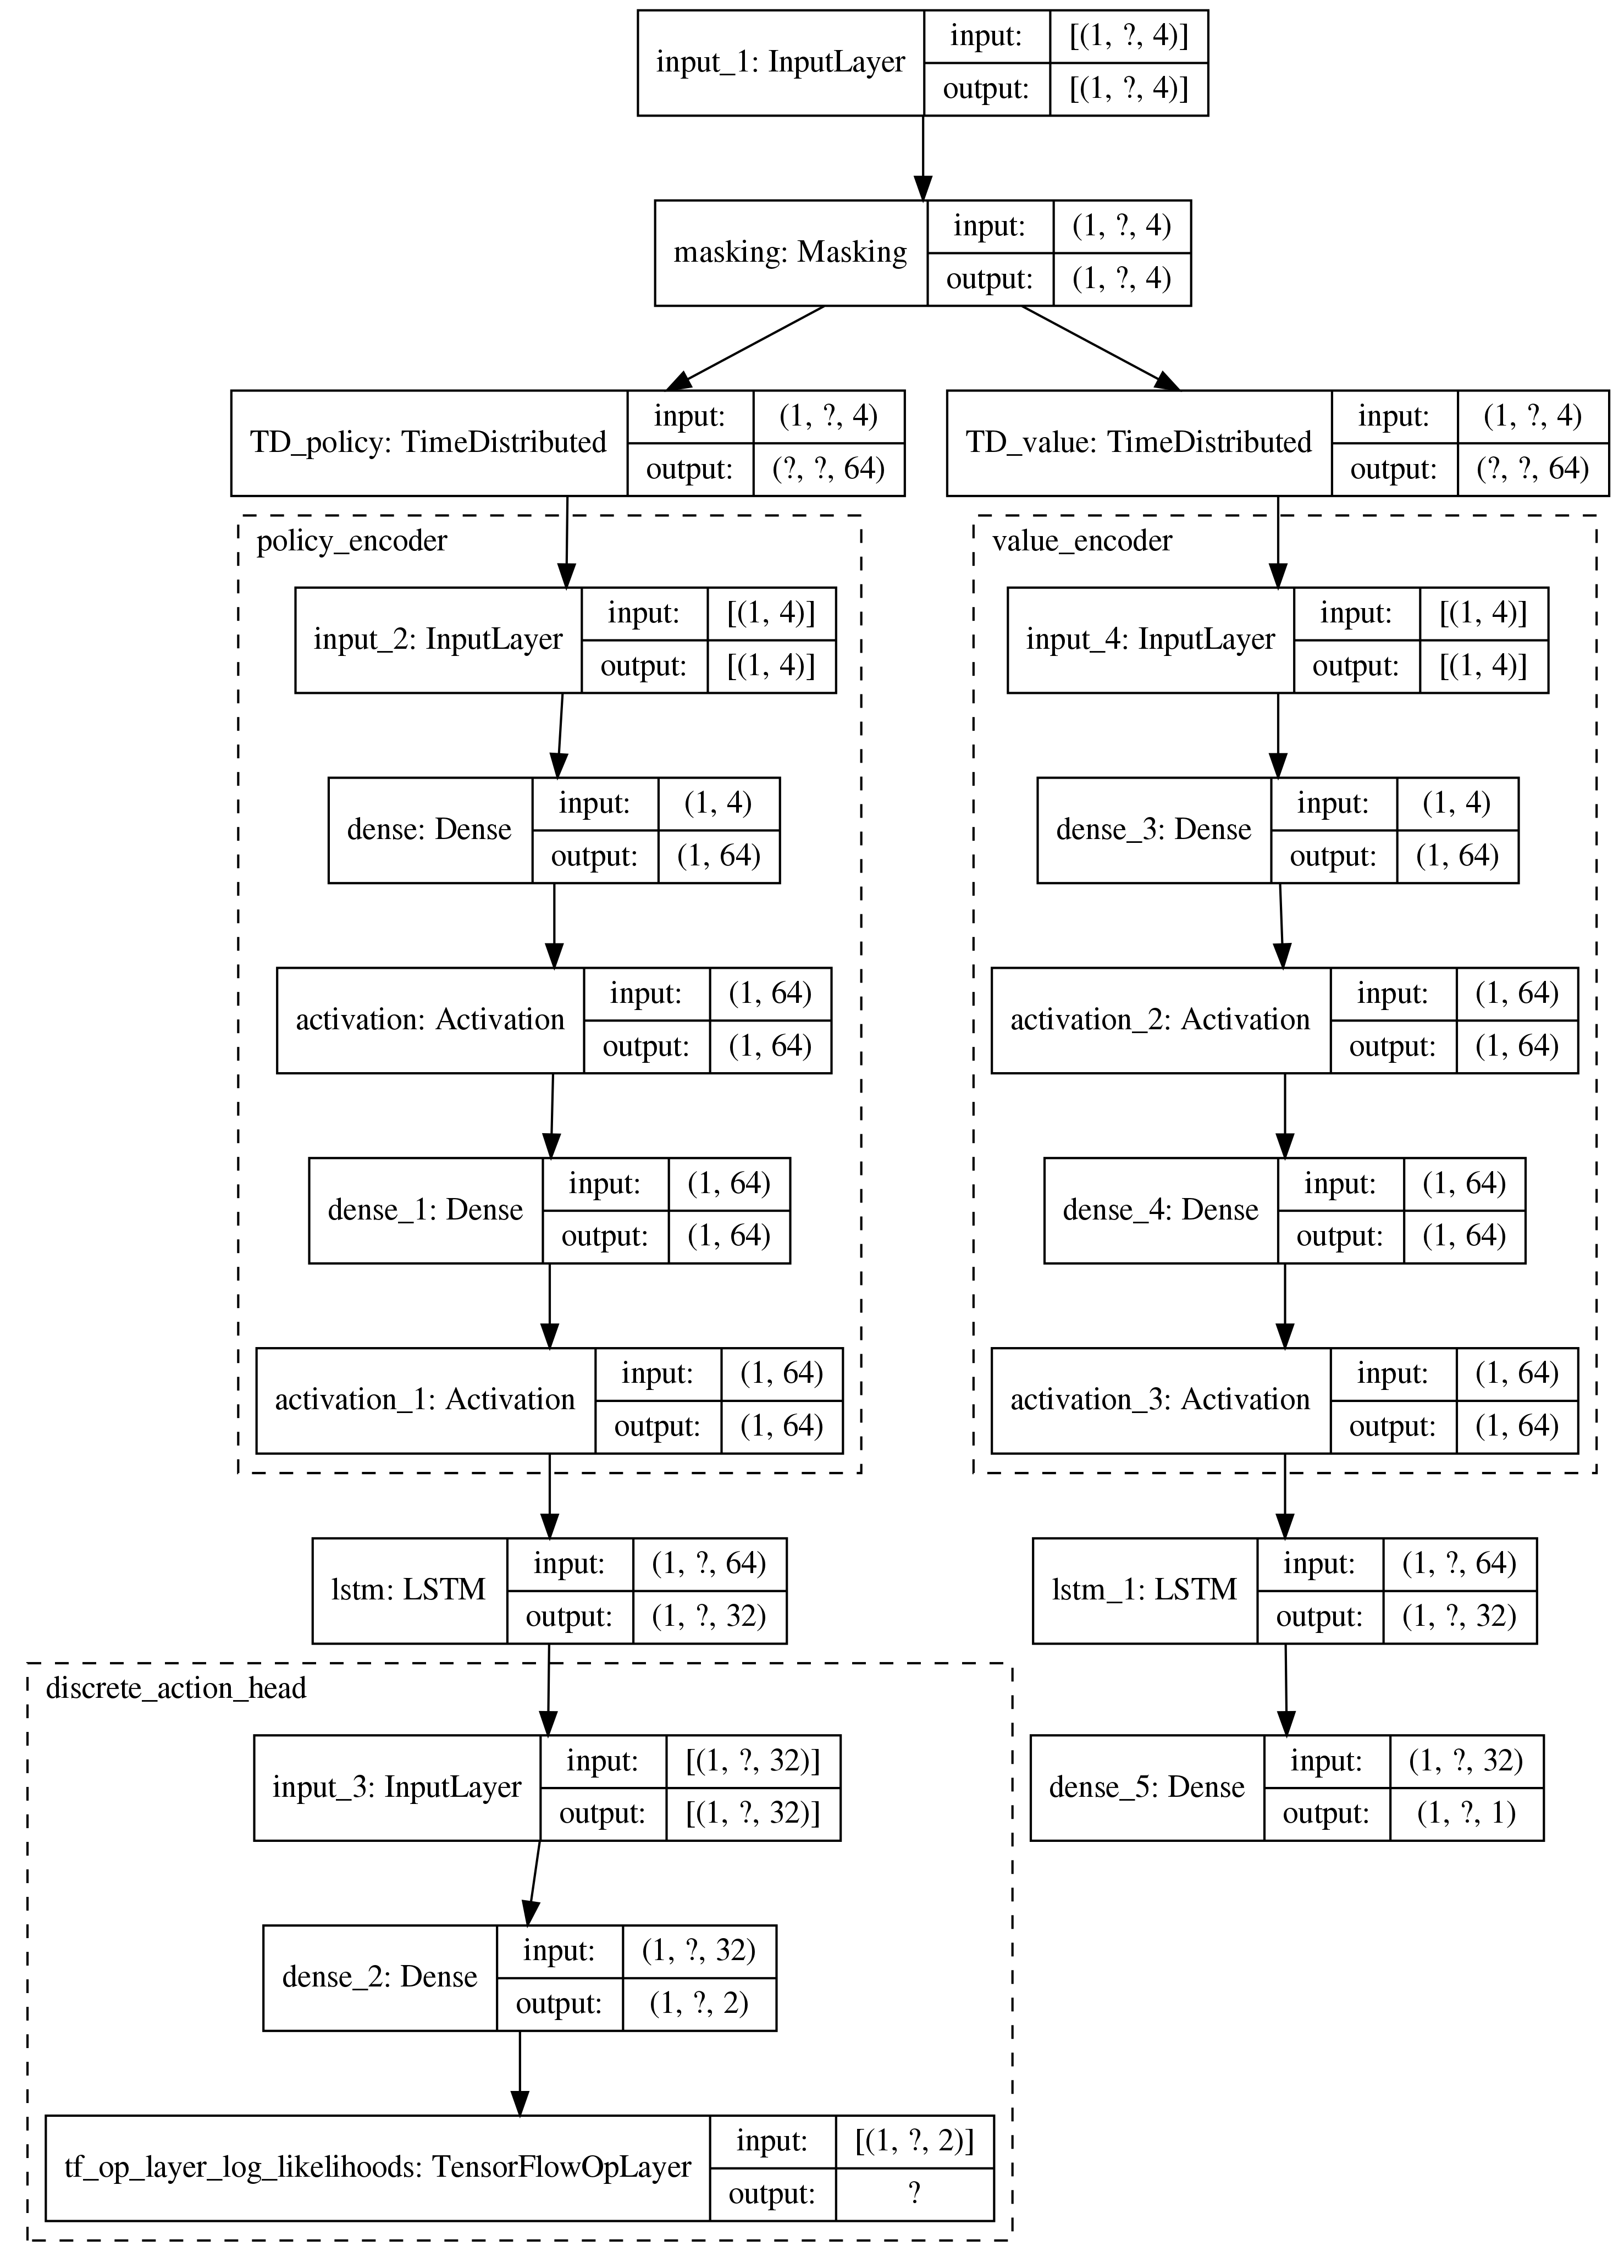 input_1: InputLayer
input: [(1, ?, 4)]
output: [(1, ?, 4)]
masking: Masking
input: (1, ?, 4)
output: (1, ?, 4)
TD_policy: TimeDistributed
input: (1, ?, 4)
output: (?, ?, 64)
TD_value: TimeDistributed
input: (1, ?, 4)
output: (?, ?, 64)
policy_encoder
input_2: InputLayer
input: [(1, 4)]
output: [(1, 4)]
dense: Dense
input: (1, 4)
output: (1, 64)
activation: Activation
input: (1, 64)
output: (1, 64)
dense_1: Dense
input: (1, 64)
output: (1, 64)
activation_1: Activation
input: (1, 64)
output: (1, 64)
value_encoder
input_4: InputLayer
input: [(1, 4)]
output: [(1, 4)]
dense_3: Dense
input: (1, 4)
output: (1, 64)
activation_2: Activation
input: (1, 64)
output: (1, 64)
dense_4: Dense
input: (1, 64)
output: (1, 64)
activation_3: Activation
input: (1, 64)
output: (1, 64)
lstm: LSTM
input: (1, ?, 64)
output: (1, ?, 32)
lstm_1: LSTM
input: (1, ?, 64)
output: (1, ?, 32)
discrete_action_head
input_3: InputLayer
input: [(1, ?, 32)]
output: [(1, ?, 32)]
dense_5: Dense
input: (1, ?, 32)
output: (1, ?, 1)
dense_2: Dense
input: (1, ?, 32)
output: (1, ?, 2)
tf_op_layer_log_likelihoods: TensorFlowOpLayer
input: [(1, ?, 2)]
output: ?